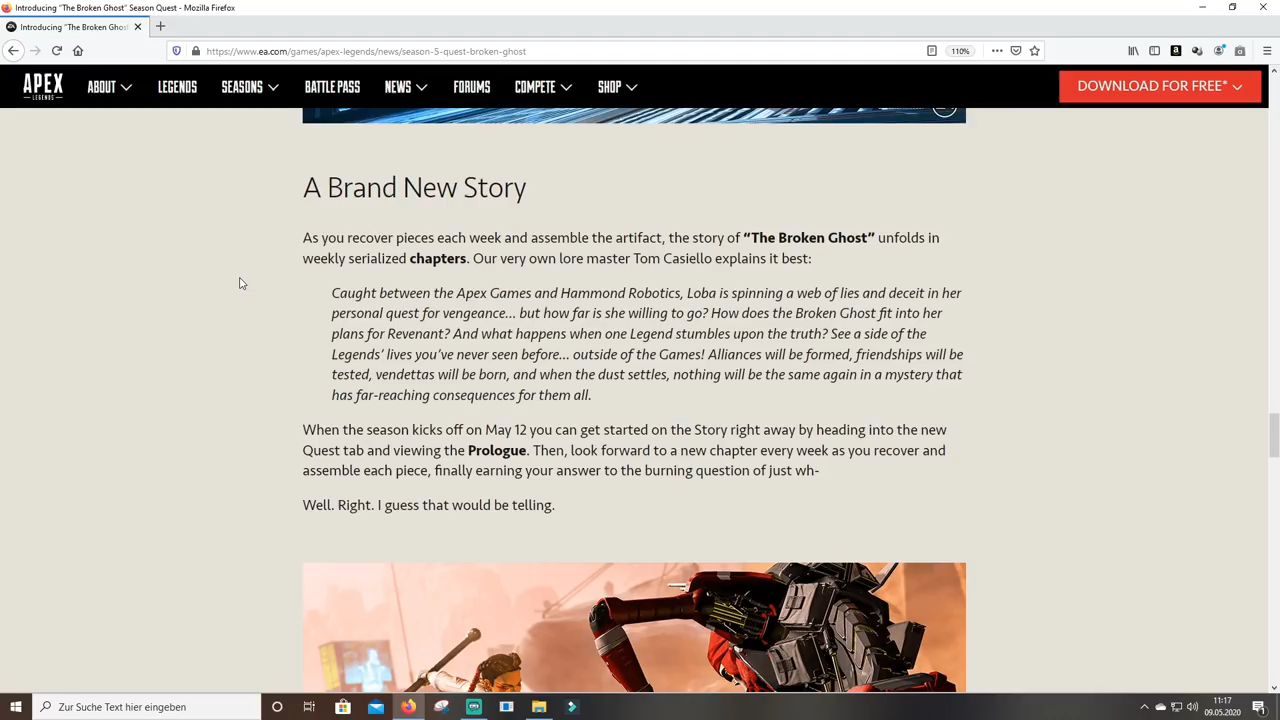 Introducing "The Broken Ghost" Season Quest - Mozilla Firefox
Introducing "The Broken Ghost
https://www.ea.com/games/apex-legends/news/season-5-quest-broken-ghost
110%
APEX
LEGENDS
ABOUT
LEGENDS
SEASONS
BATTLE PASS
NEWS
FORUMS
COMPETE
SHOP
DOWNLOAD FOR FREE*
A Brand New Story
As you recover pieces each week and assemble the artifact, the story of “The Broken Ghost” unfolds in
weekly serialized chapters. Our very own lore master Tom Casiello explains it best:
Caught between the Apex Games and Hammond Robotics, Loba is spinning a web of lies and deceit in her
personal quest for vengeance… but how far is she willing to go? How does the Broken Ghost fit into her
plans for Revenant? And what happens when one Legend stumbles upon the truth? See a side of the
Legends’ lives you’ve never seen before… outside of the Games! Alliances will be formed, friendships will be
tested, vendettas will be born, and when the dust settles, nothing will be the same again in a mystery that
has far-reaching consequences for them all.
When the season kicks off on May 12 you can get started on the Story right away by heading into the new
Quest tab and viewing the Prologue. Then, look forward to a new chapter every week as you recover and
assemble each piece, finally earning your answer to the burning question of just wh-
Well. Right. I guess that would be telling.
Zur Suche Text hier eingeben
11:17
09.05.2020